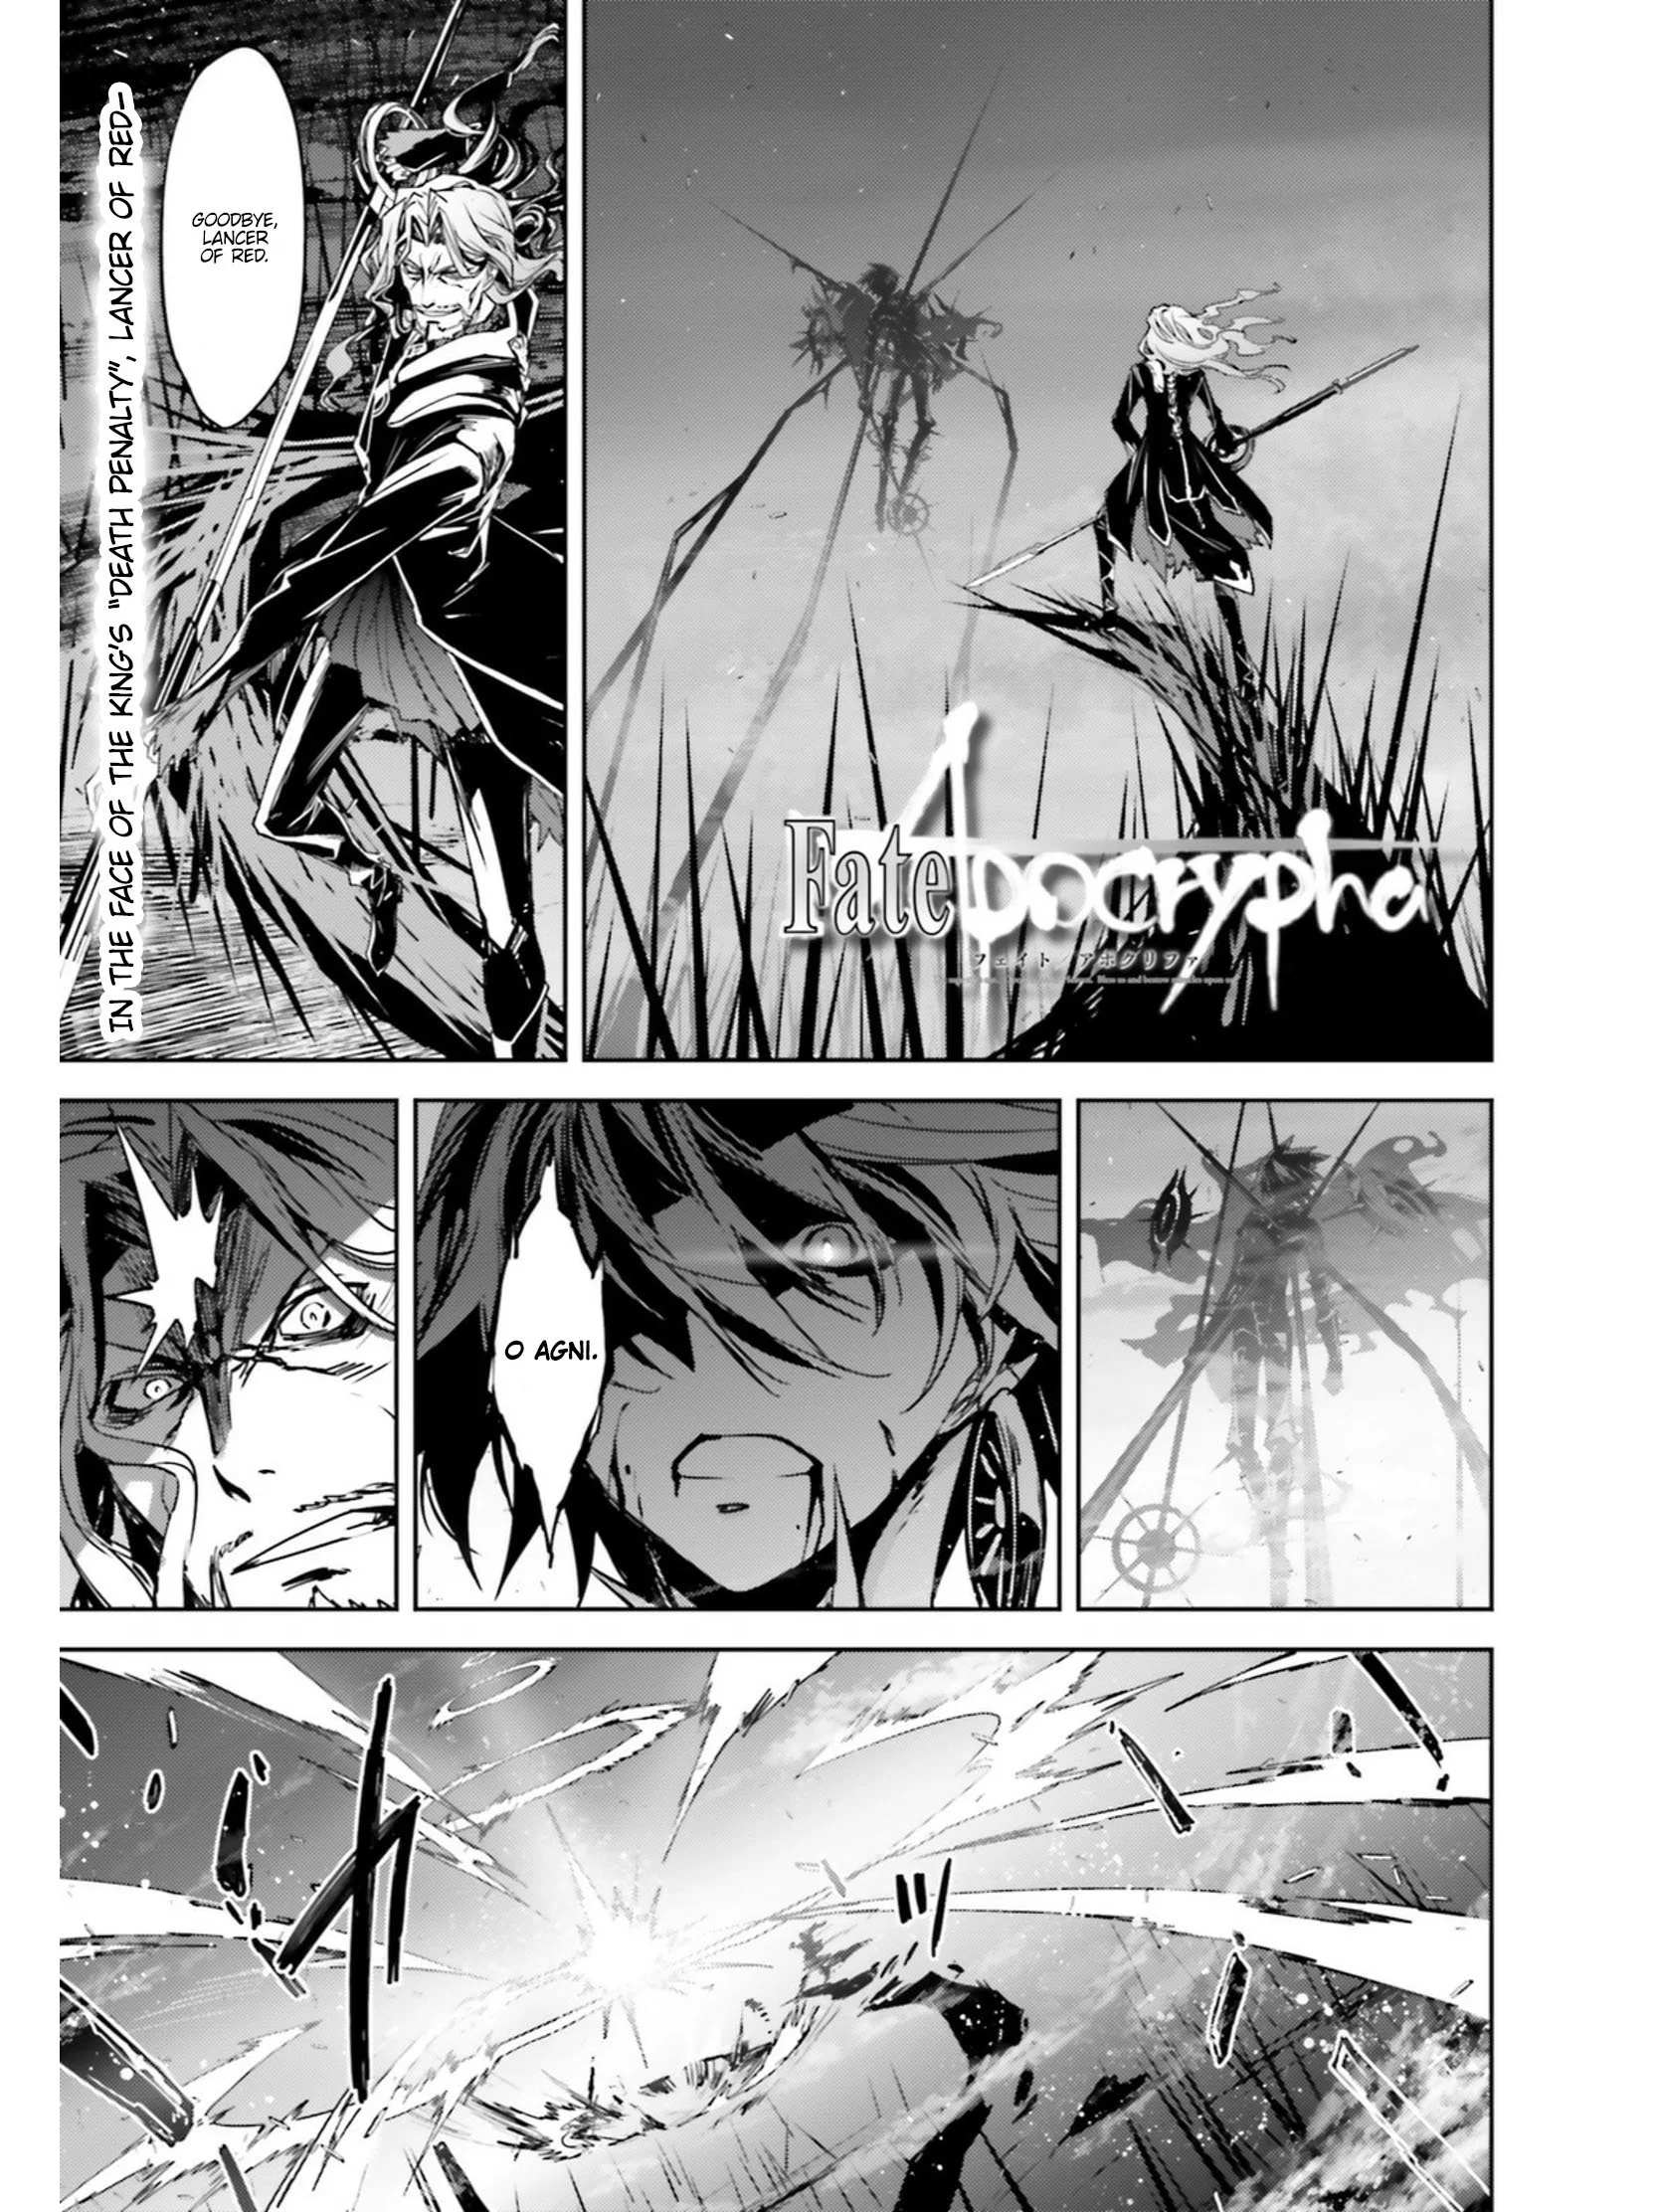 Fate/Apocrypha
フェイト/アポクリファ
GOODBYE,
LANCER
OF RED.
IN THE FACE OF THE KING'S "DEATH PENALTY", LANCER OF RED–
O AGNI.